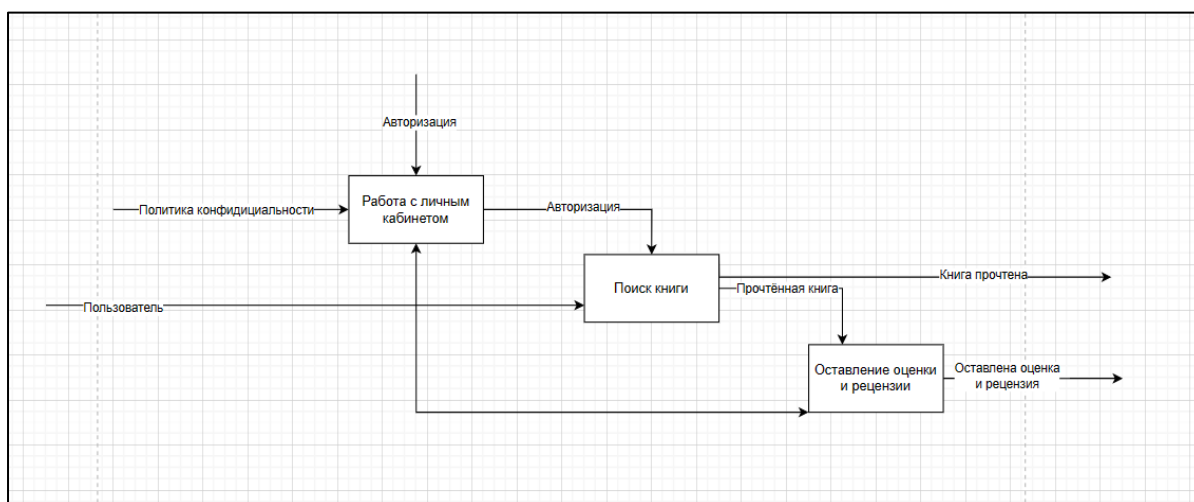 Авторизация
Работа с личным
кабинетом
Политика конфидициальности
Авторизация
Поиск книги
Книга прочтена
Прочтённая книга
Пользователь
Оставление оценки
и рецензии
Оставлена оценка
и рецензия